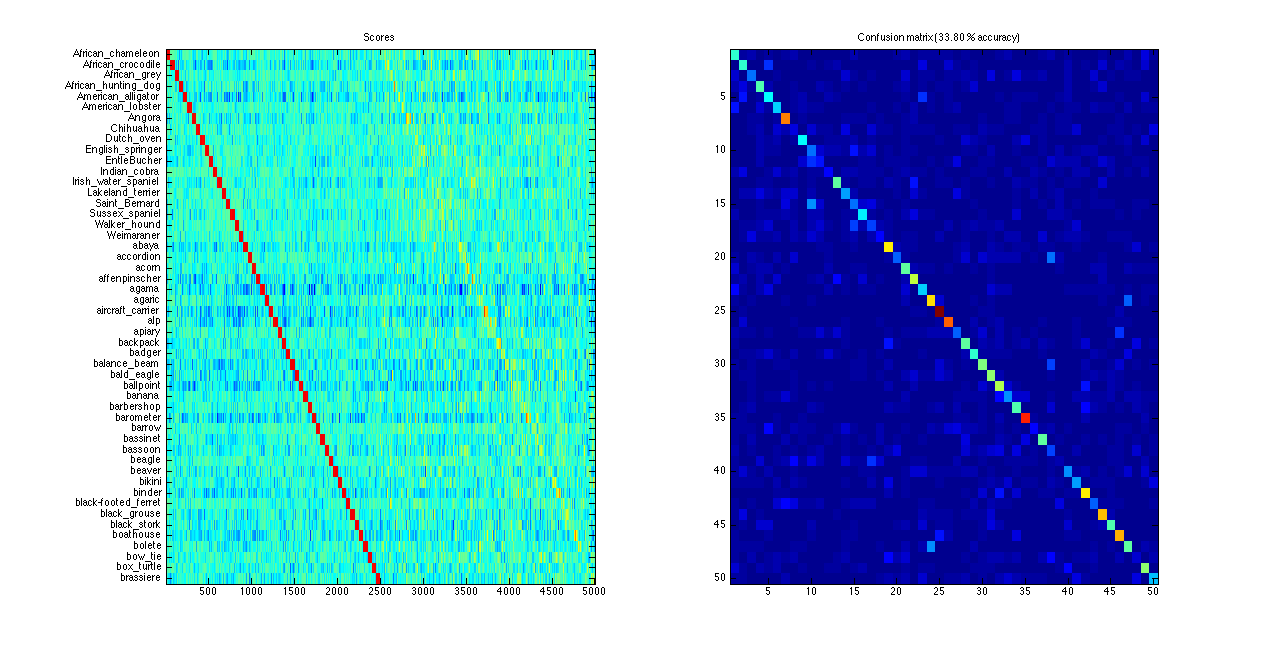 Scores
African_chameleon
African_crocodile
African_grey
African_hunting_dog
American_alligator
American_lobster
Angora
Chihuahua
Dutch_oven
English_springer
EntleBucher
Indian_cobra
Irish_water_spaniel
Lakeland_terrier
Saint_Bernard
Sussex_spaniel
Walker_hound
Weimaraner
abaya
accordion
acorn
affenpinscher
agama
agaric
aircraft_carrier
alp
apiary
backpack
badger
balance_beam
bald_eagle
ballpoint
banana
barbershop
barometer
barrow
bassinet
bassoon
beagle
beaver
bikini
binder
black-footed_ferret
black_grouse
black_stork
boathouse
bolete
bow_tie
box_turtle
brassiere
500 1000 1500 2000 2500 3000 3500 4000 4500 5000
Confusion matrix (33.80 % accuracy)
5
10
15
20
25
30
35
40
45
50
5 10 15 20 25 30 35 40 45 50